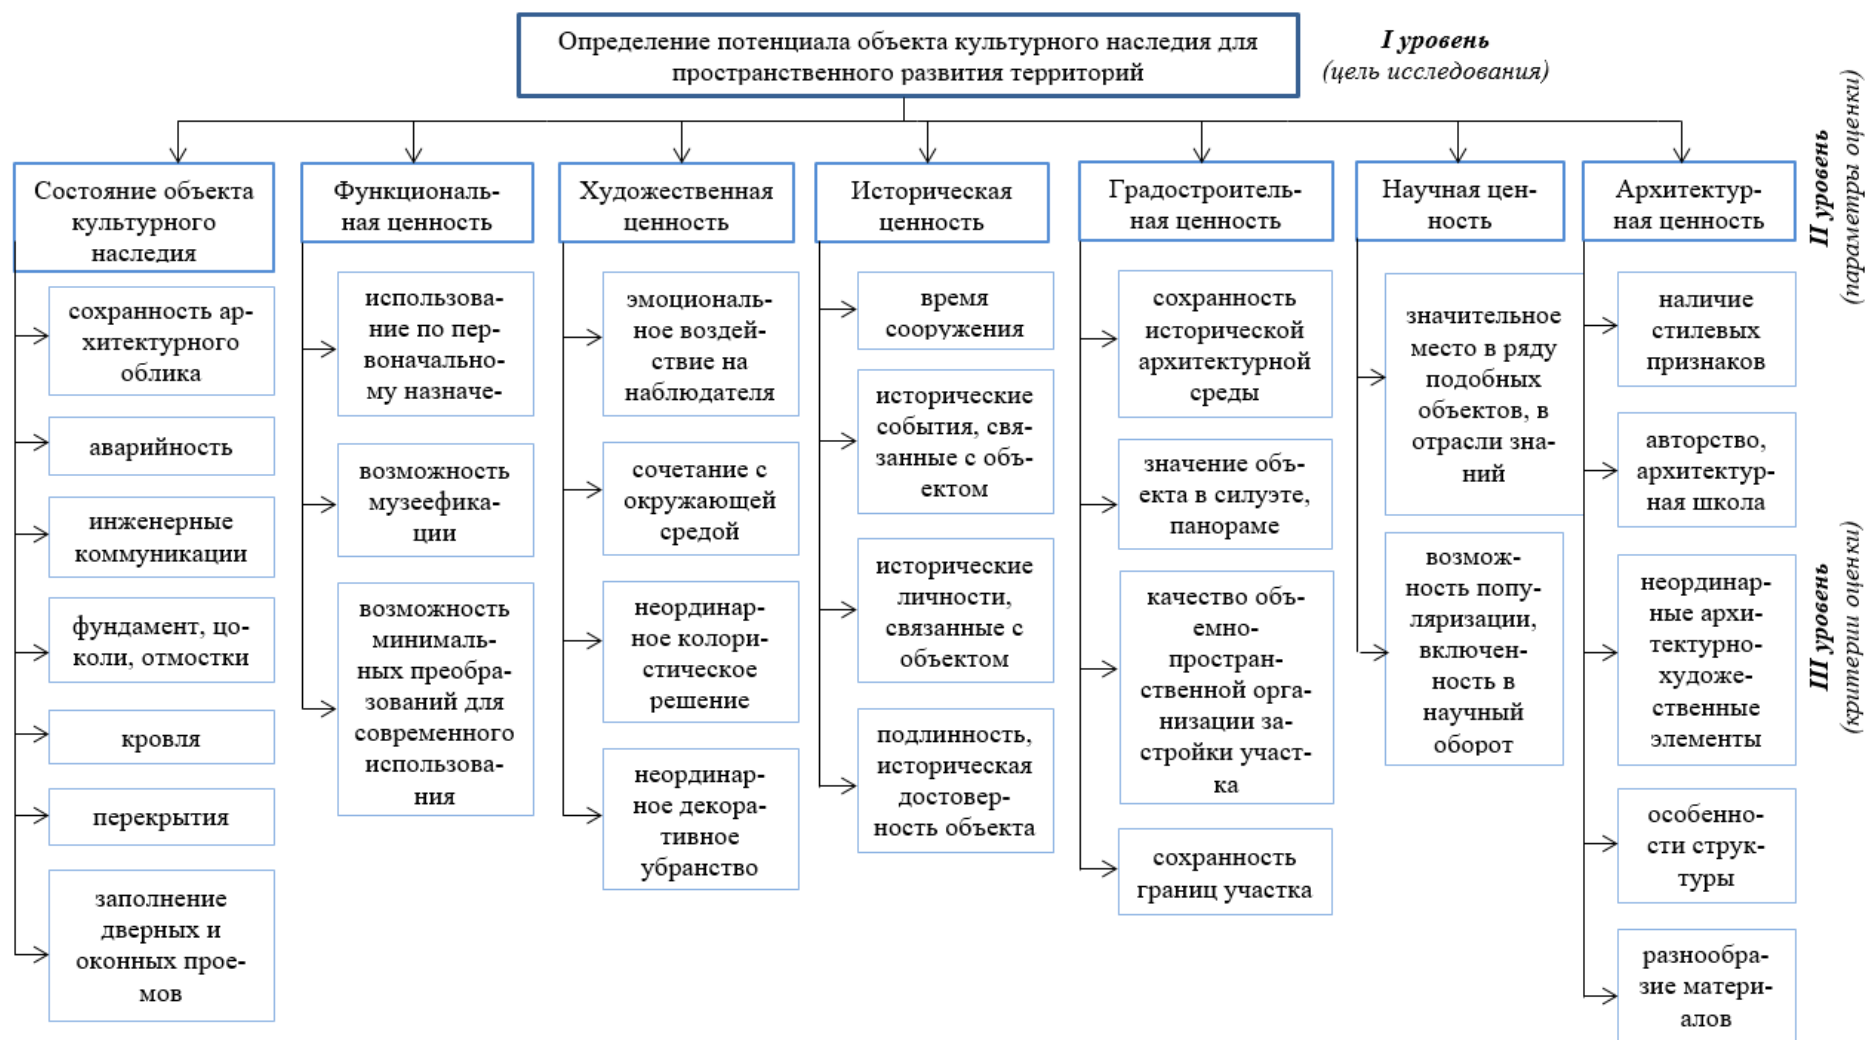 Определение потенциала объекта культурного наследия для
пространственного развития территорий
I уровень
(цель исследования)
II уровень
(параметры оценки)
Состояние объекта
культурного
наследия
Функциональ-
ная ценность
Художественная
ценность
Историческая
ценность
Градостроитель-
ная ценность
Научная цен-
ность
Архитектур-
ная ценность
III уровень
(критерии оценки)
сохранность ар-
хитектурного
облика
аварийность
инженерные
коммуникации
фундамент, цо-
коли, отмостки
кровля
перекрытия
заполнение
дверных и
оконных прое-
мов
использова-
ние по пер-
воначально-
му назначе-
возможность
музеефика-
ции
возможность
минималь-
ных преобра-
зований для
современного
использова-
ния
эмоциональ-
ное воздей-
ствие на
наблюдателя
сочетание с
окружающей
средой
неординар-
ное колори-
стическое
решение
неординар-
ное декора-
тивное
убранство
время
сооружения
исторические
события, свя-
занные с объ-
ектом
исторические
личности,
связанные с
объектом
подлинность,
историческая
достовер-
ность объекта
сохранность
исторической
архитектурной
среды
значение объ-
екта в силуэте,
панораме
качество объ-
емно-
простран-
ственной орга-
низации за-
стройки участ-
ка
сохранность
границ участка
значительное
место в ряду
подобных
объектов, в
отрасли зна-
ний
возмож-
ность попу-
ляризации,
включен-
ность в
научный
оборот
наличие
стилевых
признаков
авторство,
архитектур-
ная школа
неординар-
ные архи-
тектурно-
художе-
ственные
элементы
особенно-
сти струк-
туры
разнообра-
зие матери-
алов